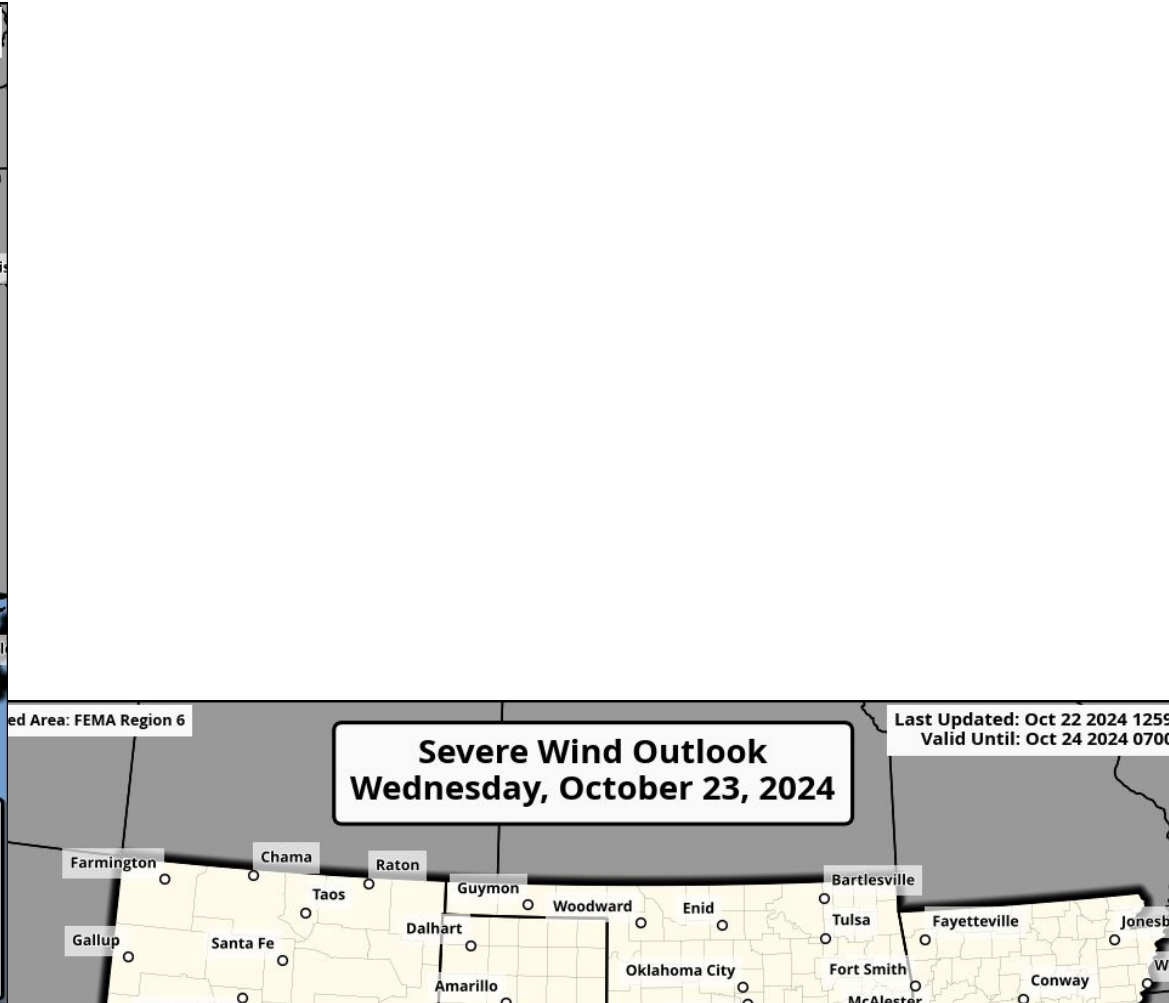 ed Area: FEMA Region 6
Last Updated: Oct 22 2024 1259
Valid Until: Oct 24 2024 0700
Severe Wind Outlook
Wednesday, October 23, 2024
Farmington
Chama
Raton
Taos
Guymon
Woodward
Enid
Bartlesville
Tulsa
Fayetteville
Jonesb
Dalhart
Gallup
Santa Fe
Oklahoma City
Fort Smith
W
Amarillo
Conway
McAlester